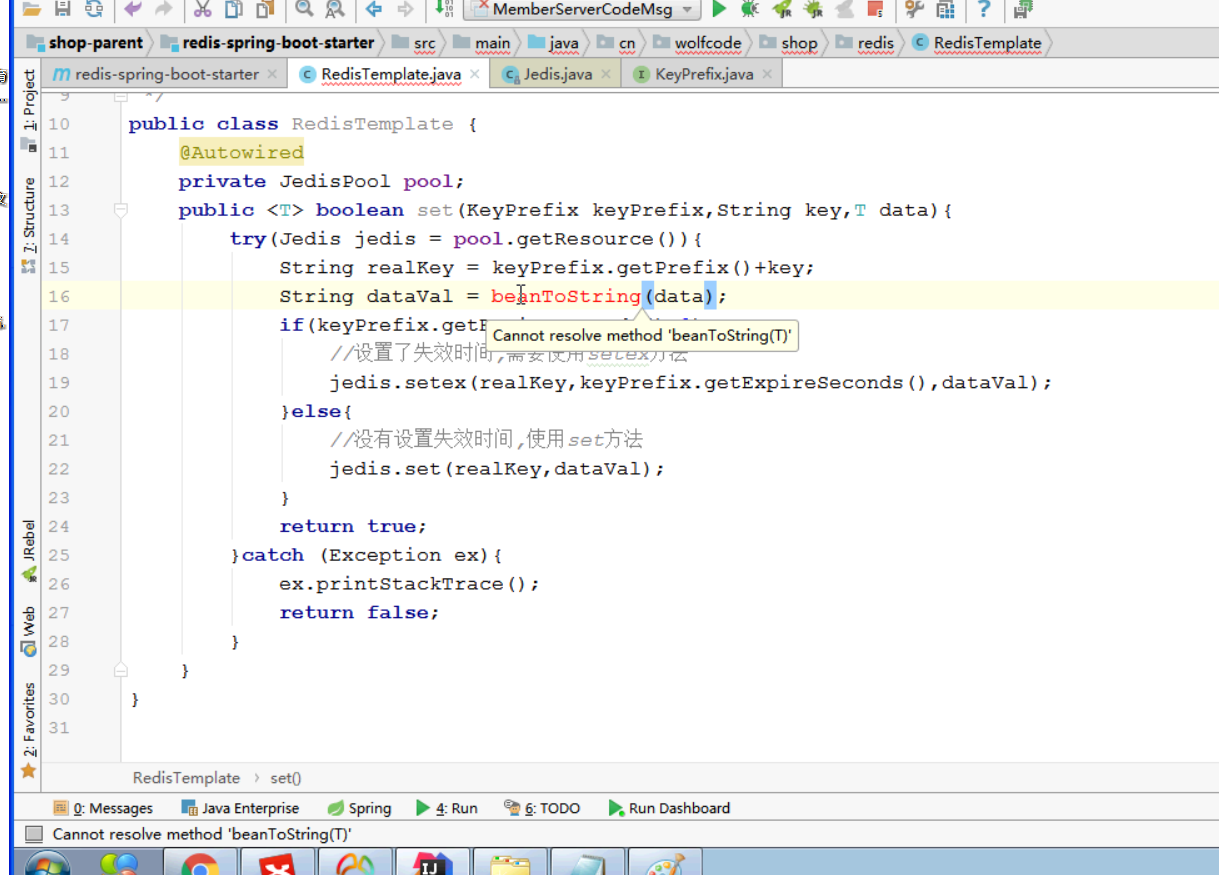 MemberServerCodeMsg
shop-parent redis-spring-boot-starter src main java cn wolfcode shop redis RedisTemplate
redis-spring-boot-starter RedisTemplate.java Jedis.java KeyPrefix.java
1: Project
7: Structure
JRebel
Web
2: Favorites
9 */
10 public class RedisTemplate {
11 @Autowired
12 private JedisPool pool;
13 public <T> boolean set(KeyPrefix keyPrefix,String key,T data){
14 try(Jedis jedis = pool.getResource()){
15 String realKey = keyPrefix.getPrefix()+key;
16 String dataVal = beanToString(data);
17 if(keyPrefix.get
Cannot resolve method 'beanToString(T)'
18 //设置了失效时间,需要使用setex方法
19 jedis.setex(realKey,keyPrefix.getExpireSeconds(),dataVal);
20 }else{
21 //没有设置失效时间,使用set方法
22 jedis.set(realKey,dataVal);
23 }
24 return true;
25 }catch (Exception ex){
26 ex.printStackTrace();
27 return false;
28 }
29 }
30 }
31
RedisTemplate › set()
0: Messages Java Enterprise Spring 4: Run 6: TODO Run Dashboard
Cannot resolve method 'beanToString(T)'